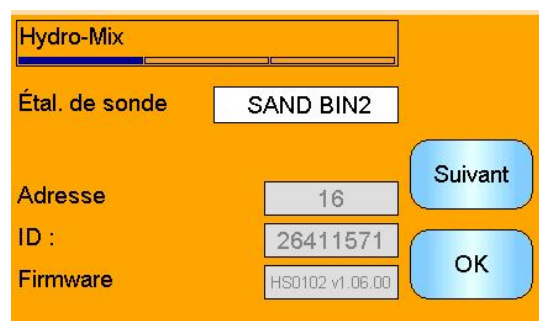 Hydro-Mix
Étal. de sonde SAND BIN2
Suivant
Adresse 16
ID : 26411571
OK
Firmware HS0102 v1.06.00